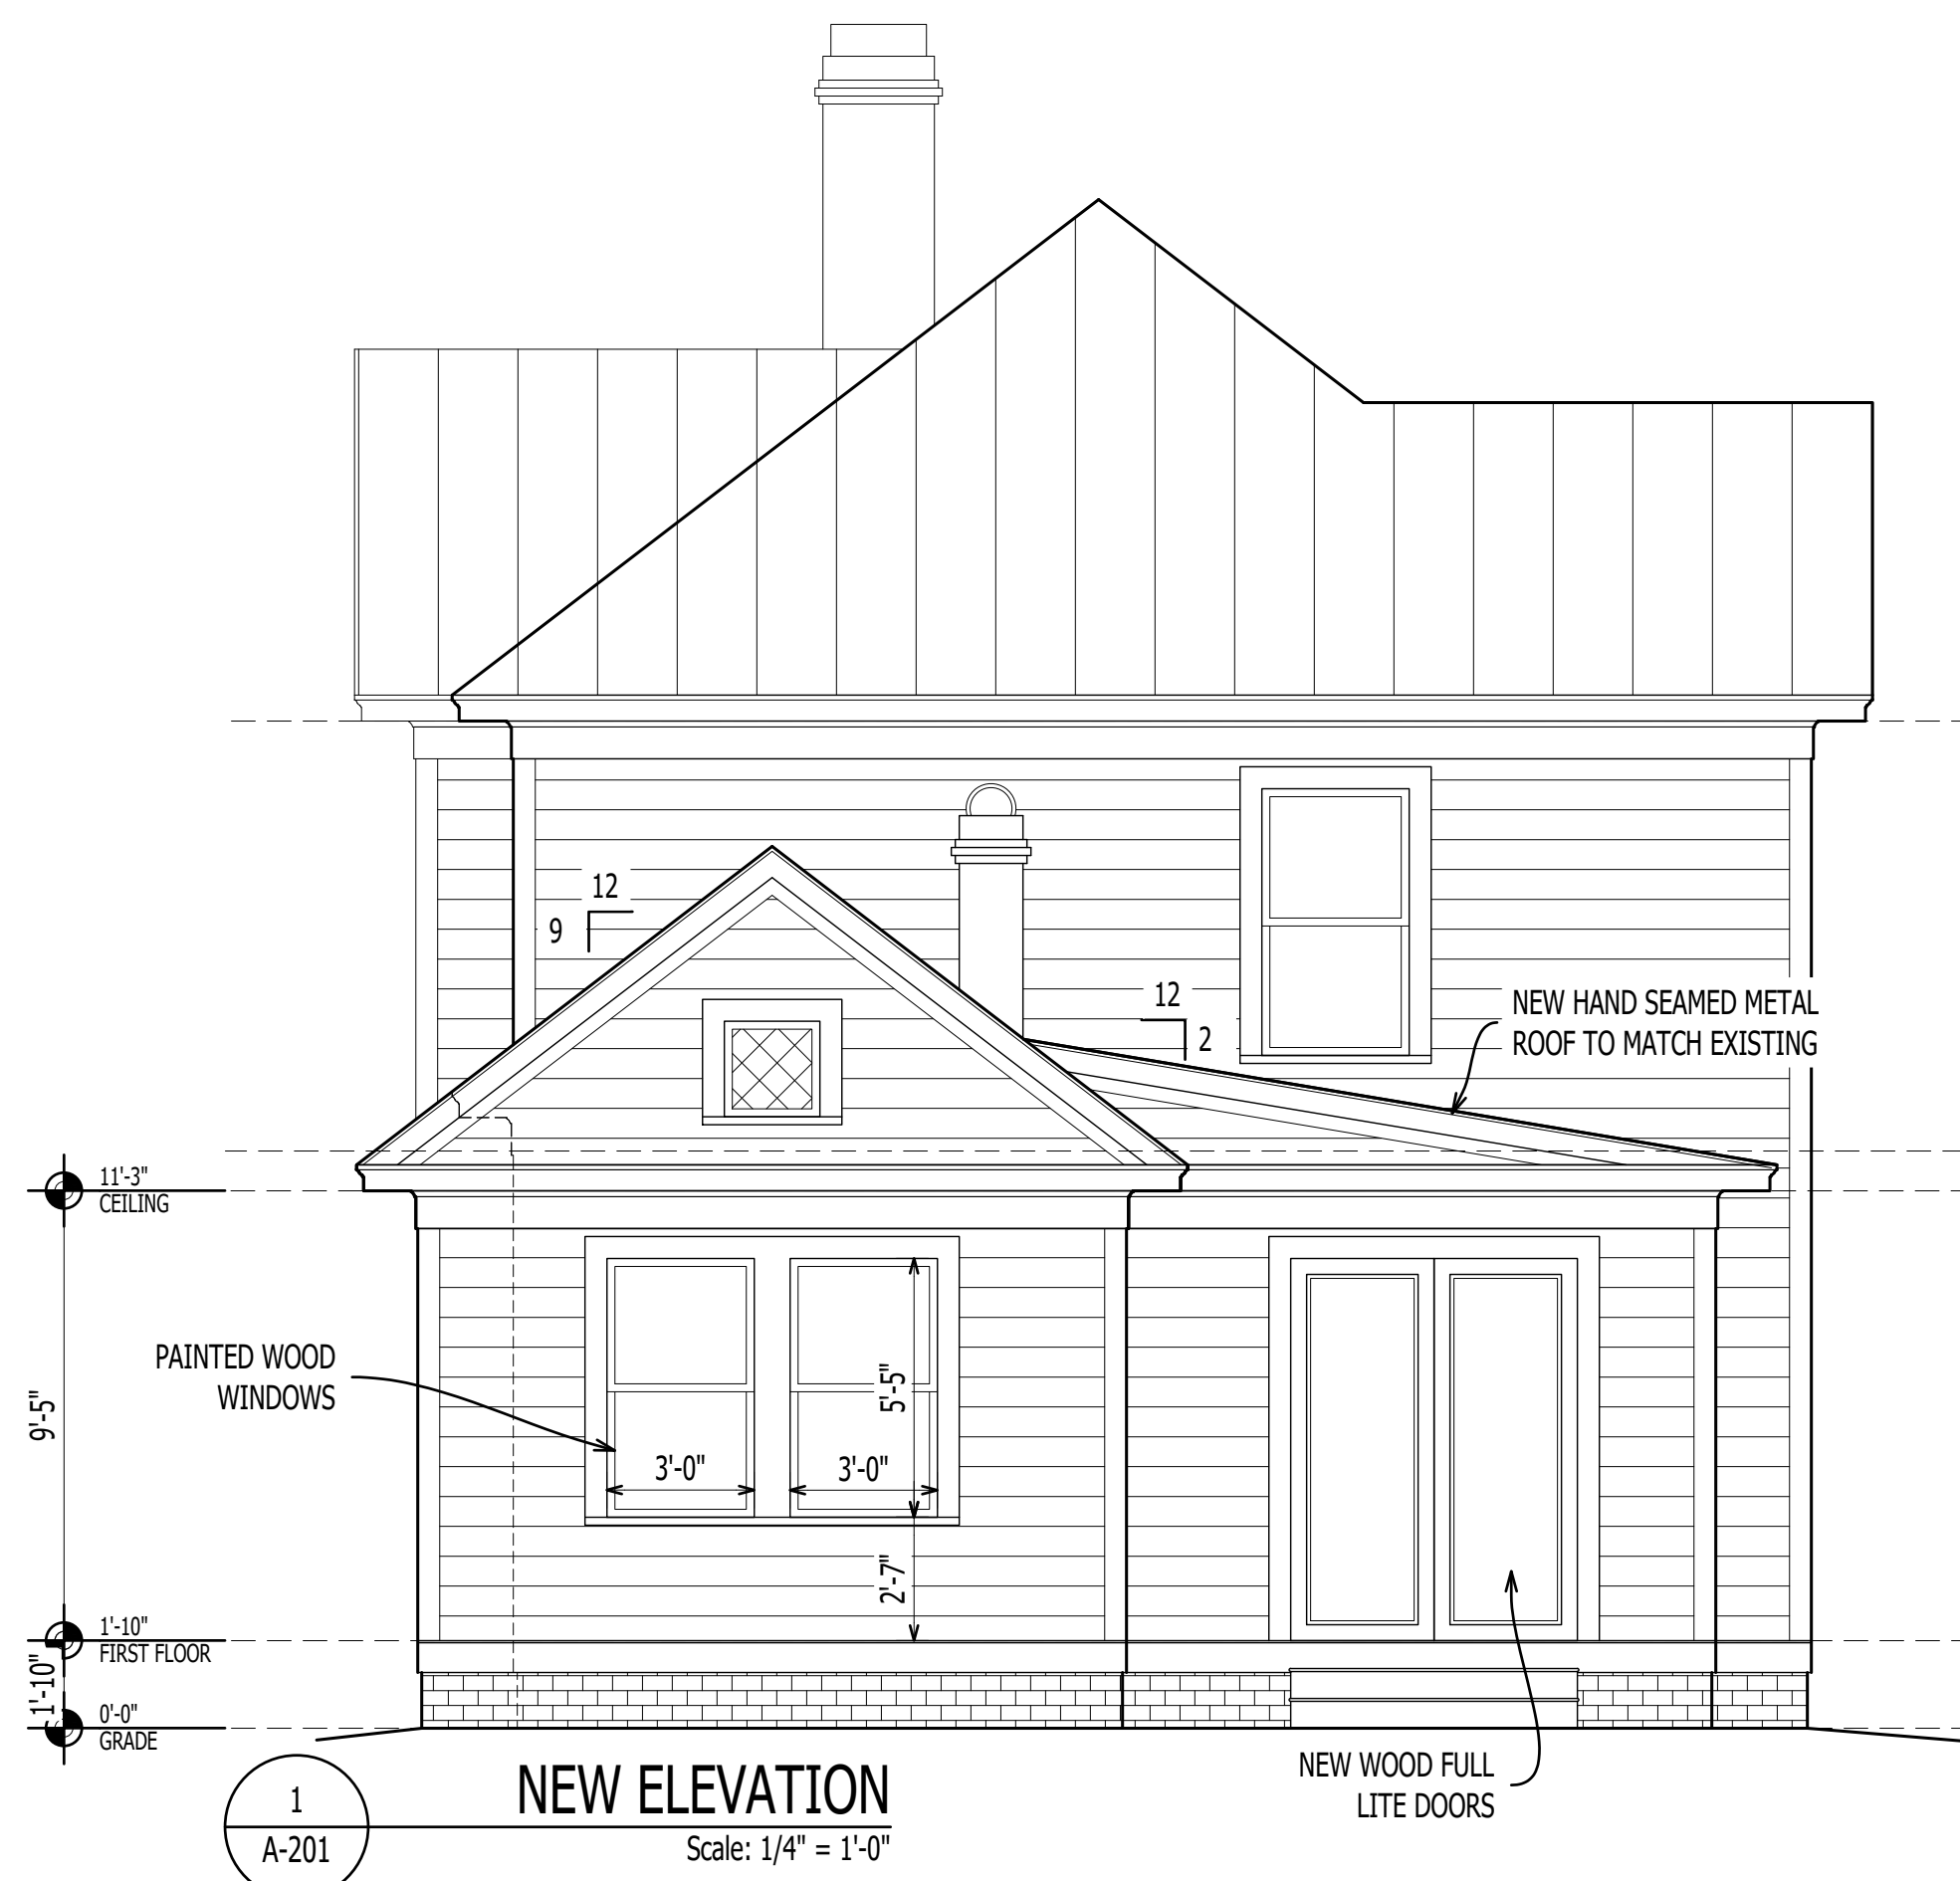 12
9
12
2
NEW HAND SEAMED METAL
ROOF TO MATCH EXISTING
11'-3"
CEILING
PAINTED WOOD
WINDOWS
9'-5"
5'-5"
3'-0"
3'-0"
2'-7"
1'-10"
FIRST FLOOR
1'-10"
0'-0"
GRADE
NEW WOOD FULL
LITE DOORS
1
A-201
NEW ELEVATION
Scale: 1/4" = 1'-0"